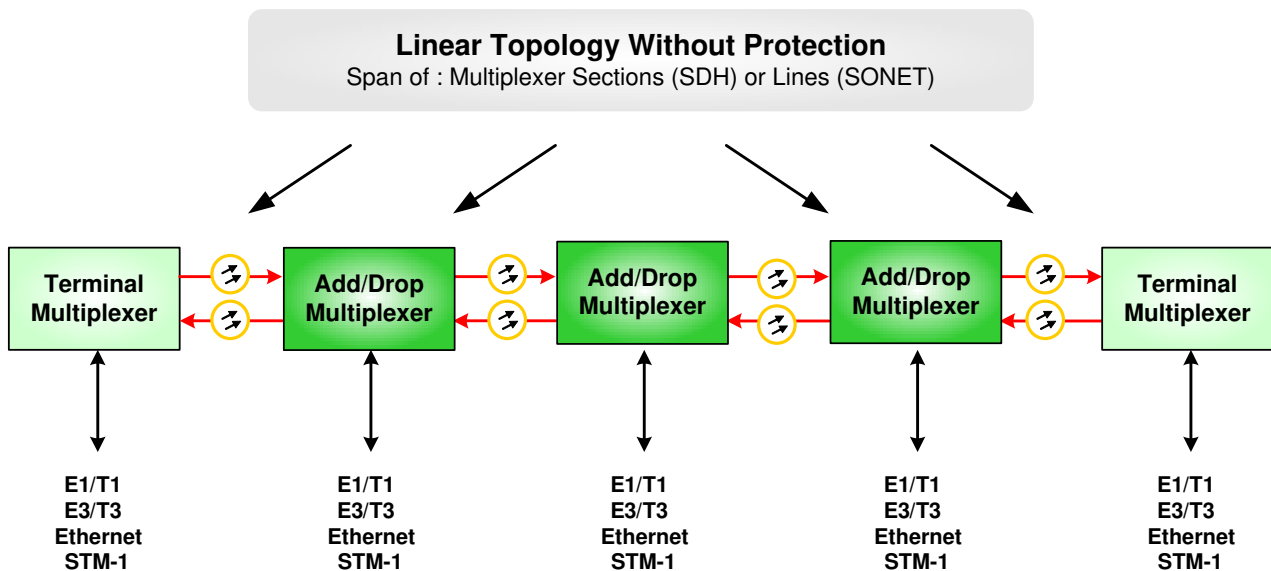 Linear Topology Without Protection
Span of : Multiplexer Sections (SDH) or Lines (SONET)
Terminal
Multiplexer
Add/Drop
Multiplexer
Add/Drop
Multiplexer
Add/Drop
Multiplexer
Terminal
Multiplexer
E1/T1
E3/T3
Ethernet
STM-1
E1/T1
E3/T3
Ethernet
STM-1
E1/T1
E3/T3
Ethernet
STM-1
E1/T1
E3/T3
Ethernet
STM-1
E1/T1
E3/T3
Ethernet
STM-1